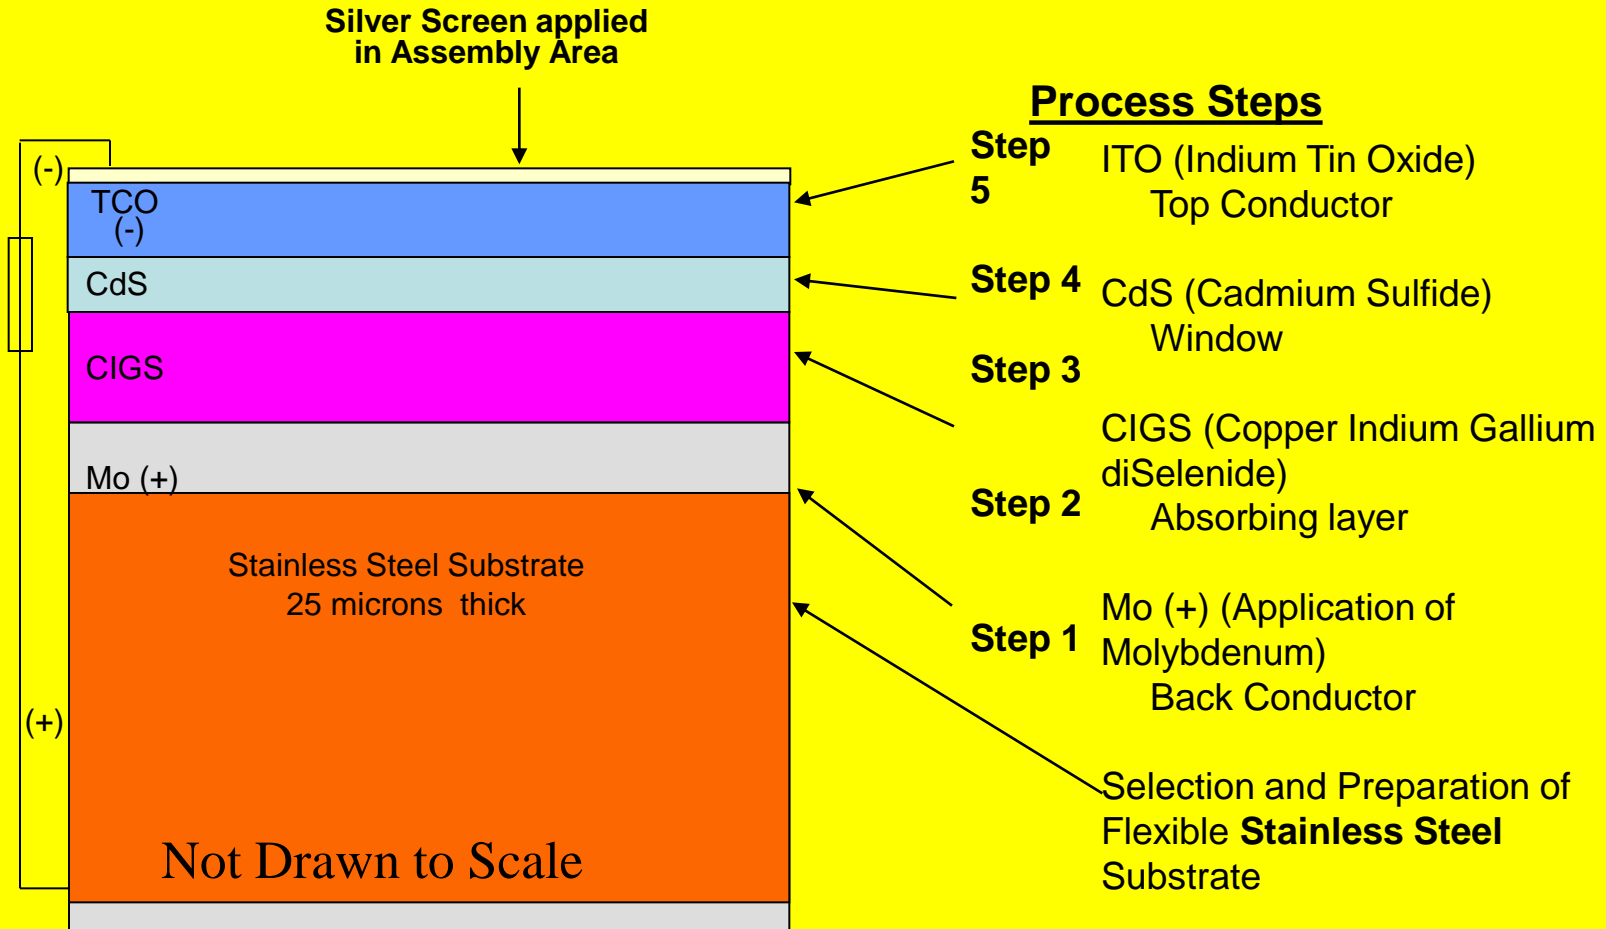 Silver Screen applied
in Assembly Area
(-)
TCO
(-)
CdS
CIGS
Mo (+)
Stainless Steel Substrate
25 microns  thick
(+)
Not Drawn to Scale
Process Steps
Step
5
ITO (Indium Tin Oxide)
Top Conductor
Step 4
CdS (Cadmium Sulfide)
Window
Step 3
CIGS (Copper Indium Gallium
diSelenide)
Absorbing layer
Step 2
Mo (+) (Application of
Molybdenum)
Back Conductor
Step 1
Selection and Preparation of
Flexible Stainless Steel
Substrate